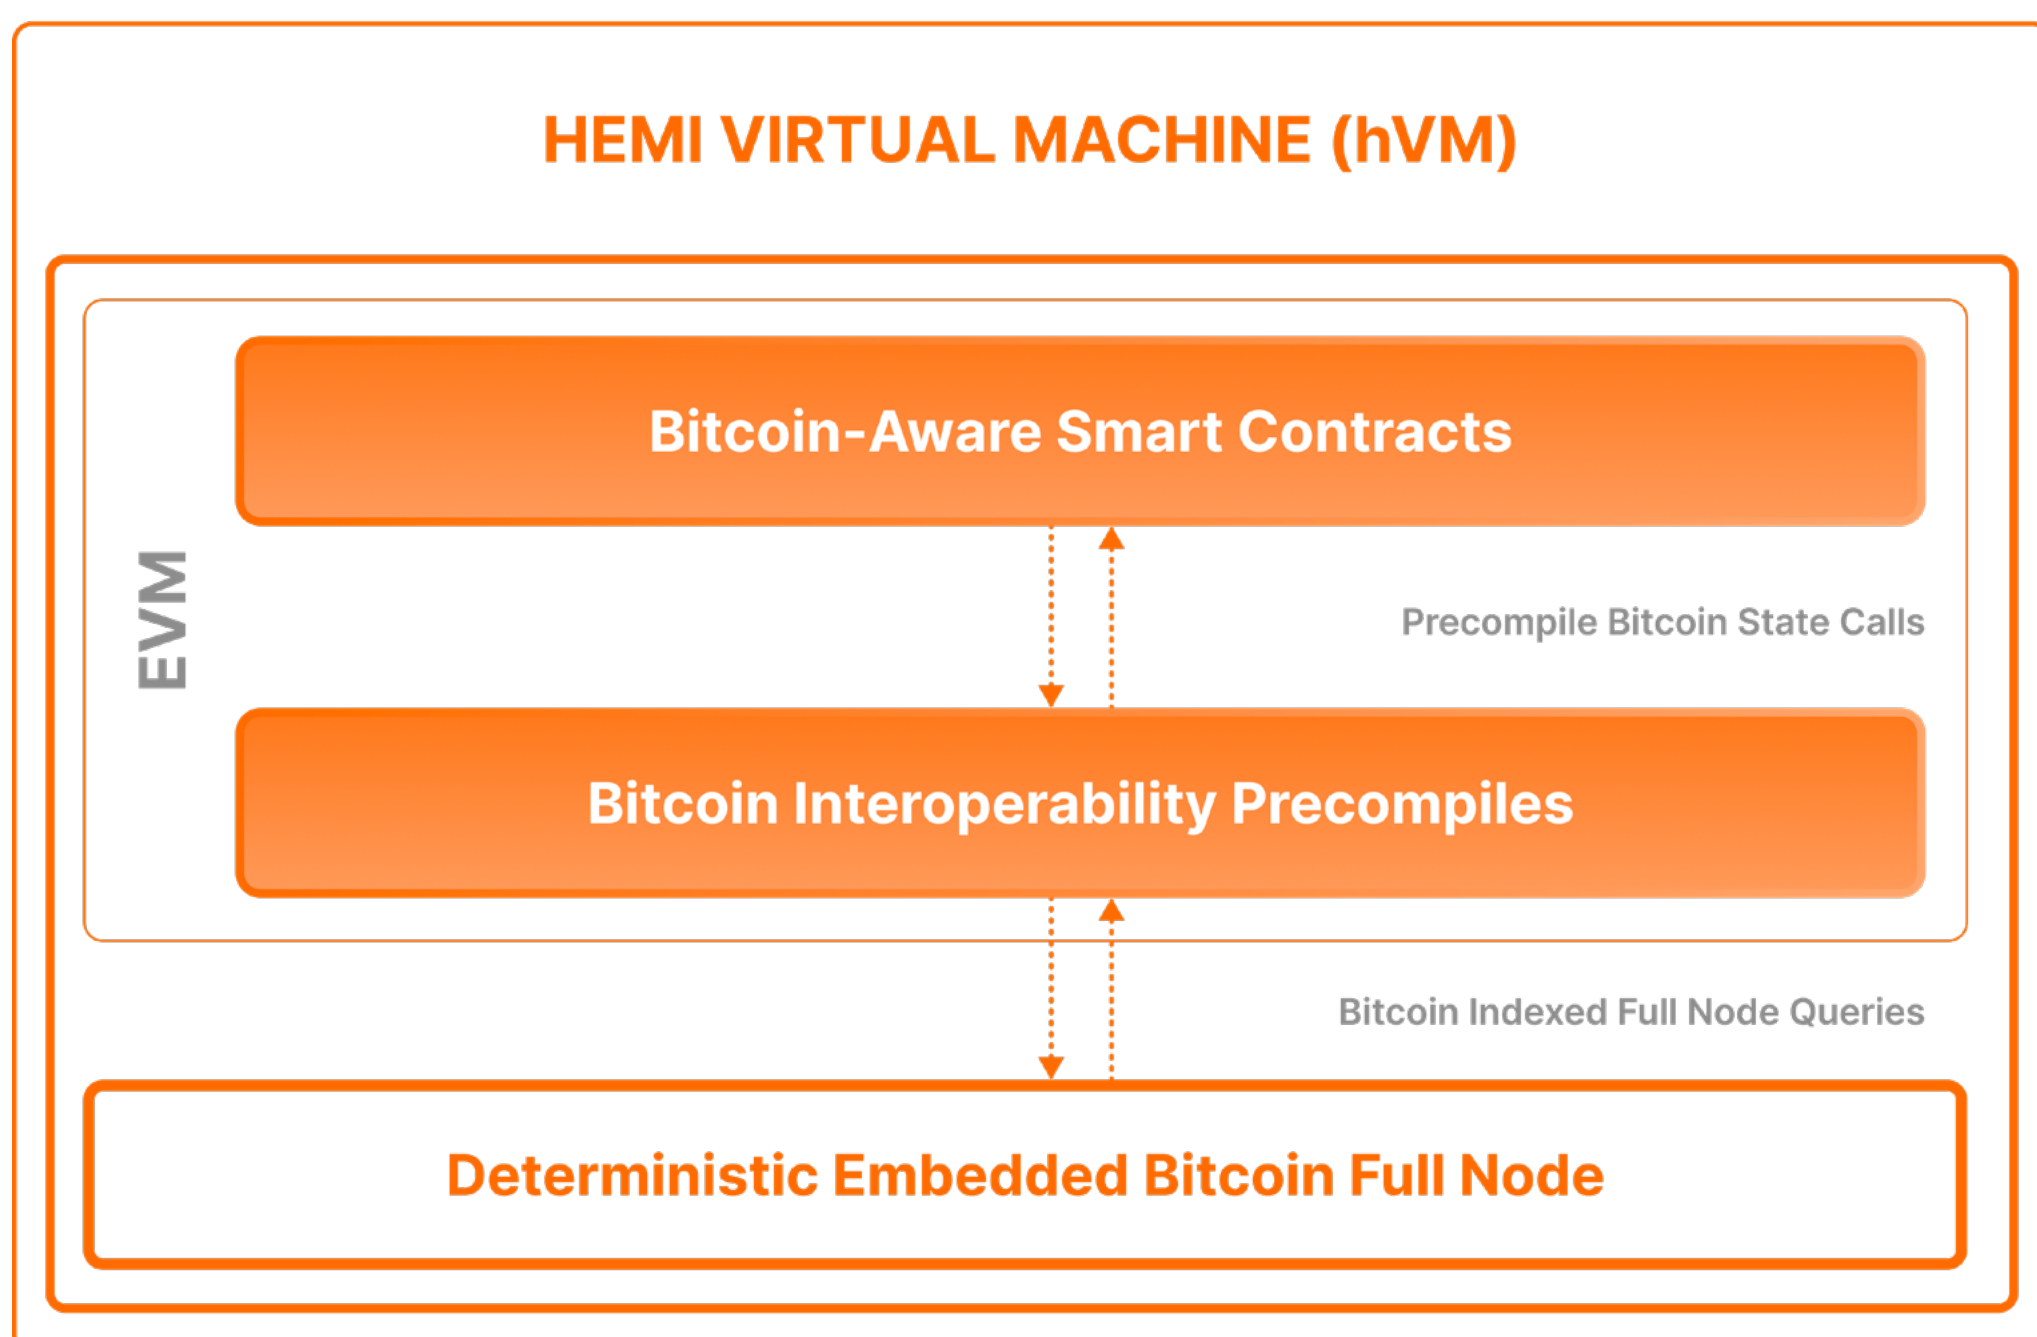 HEMI VIRTUAL MACHINE (hVM)
Bitcoin-Aware Smart Contracts
EVM
Precompile Bitcoin State Calls
Bitcoin Interoperability Precompiles
Bitcoin Indexed Full Node Queries
Deterministic Embedded Bitcoin Full Node